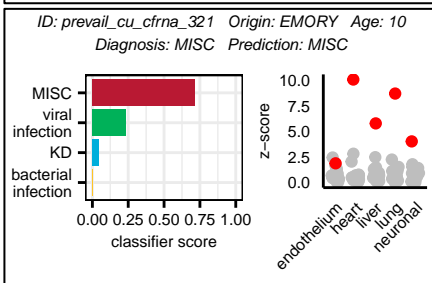 ID: prevail_cu_cfrna_321 Origin: EMORY Age: 10
Diagnosis: MISC Prediction: MISC
MISC
viral
infection
KD
bacterial
infection
0.00 0.25 0.50 0.75 1.00
classifier score
z-score
10.0
7.5
5.0
2.5
0.0
endothelium
heart
liver
lung
neuronal